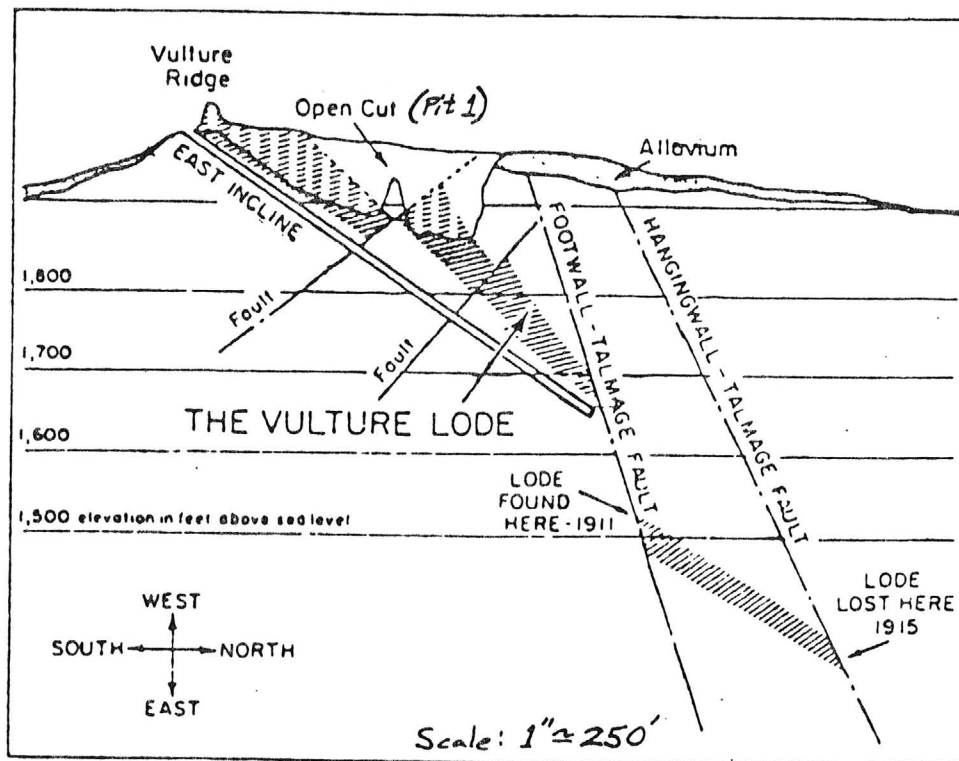 Vulture
Ridge
Open Cut (Pit 1)
Alluvium
EAST INCLINE
FOOTWALL - TALMAGE FAULT
HANGINGWALL - TALMAGE FAULT
1,800
Fault
Fault
1,700
THE VULTURE LODE
1,600
LODE
FOUND
HERE - 1911
1,500 elevation in feet above sea level
LODE
LOST HERE
1915
WEST
SOUTH NORTH
EAST
Scale: 1" ≃ 250'